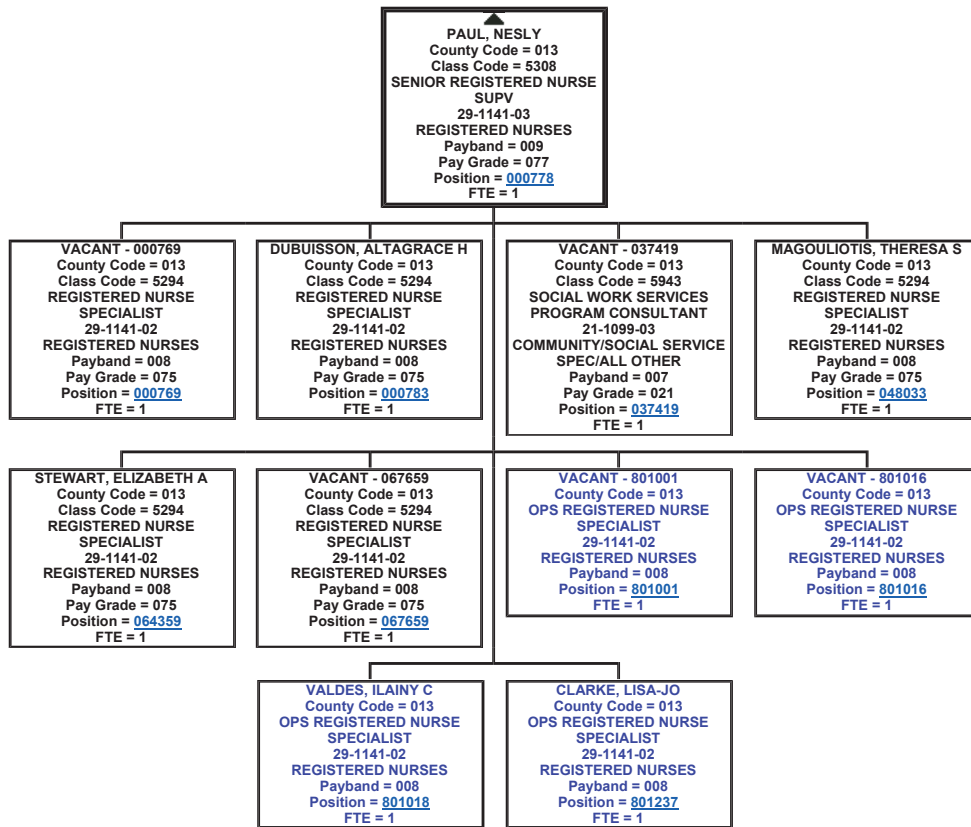 PAUL, NESLY
County Code = 013
Class Code = 5308
SENIOR REGISTERED NURSE
SUPV
29-1141-03
REGISTERED NURSES
Payband = 009
Pay Grade = 077
Position = 000778
FTE = 1
VACANT - 000769
County Code = 013
Class Code = 5294
REGISTERED NURSE
SPECIALIST
29-1141-02
REGISTERED NURSES
Payband = 008
Pay Grade = 075
Position = 000769
FTE = 1
DUBUISSON, ALTAGRACE H
County Code = 013
Class Code = 5294
REGISTERED NURSE
SPECIALIST
29-1141-02
REGISTERED NURSES
Payband = 008
Pay Grade = 075
Position = 000783
FTE = 1
VACANT - 037419
County Code = 013
Class Code = 5943
SOCIAL WORK SERVICES
PROGRAM CONSULTANT
21-1099-03
COMMUNITY/SOCIAL SERVICE
SPEC/ALL OTHER
Payband = 007
Pay Grade = 021
Position = 037419
FTE = 1
MAGOULIOTIS, THERESA S
County Code = 013
Class Code = 5294
REGISTERED NURSE
SPECIALIST
29-1141-02
REGISTERED NURSES
Payband = 008
Pay Grade = 075
Position = 048033
FTE = 1
STEWART, ELIZABETH A
County Code = 013
Class Code = 5294
REGISTERED NURSE
SPECIALIST
29-1141-02
REGISTERED NURSES
Payband = 008
Pay Grade = 075
Position = 064359
FTE = 1
VACANT - 067659
County Code = 013
Class Code = 5294
REGISTERED NURSE
SPECIALIST
29-1141-02
REGISTERED NURSES
Payband = 008
Pay Grade = 075
Position = 067659
FTE = 1
VACANT - 801001
County Code = 013
OPS REGISTERED NURSE
SPECIALIST
29-1141-02
REGISTERED NURSES
Payband = 008
Position = 801001
FTE = 1
VACANT - 801016
County Code = 013
OPS REGISTERED NURSE
SPECIALIST
29-1141-02
REGISTERED NURSES
Payband = 008
Position = 801016
FTE = 1
VALDES, ILAINY C
County Code = 013
OPS REGISTERED NURSE
SPECIALIST
29-1141-02
REGISTERED NURSES
Payband = 008
Position = 801018
FTE = 1
CLARKE, LISA-JO
County Code = 013
OPS REGISTERED NURSE
SPECIALIST
29-1141-02
REGISTERED NURSES
Payband = 008
Position = 801237
FTE = 1